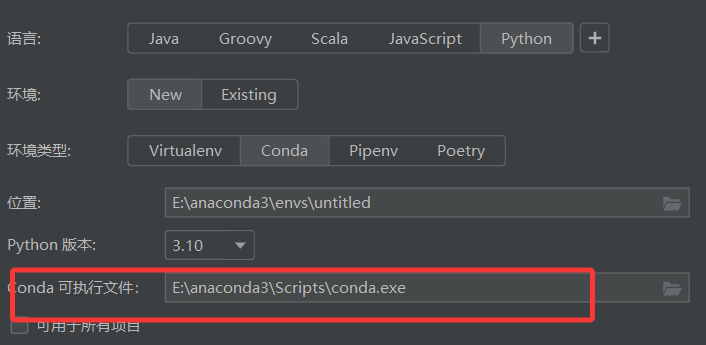 语言: Java Groovy Scala JavaScript Python +
环境: New Existing
环境类型: Virtualenv Conda Pipenv Poetry
位置: E:\anaconda3\envs\untitled
Python 版本: 3.10
Conda 可执行文件: E:\anaconda3\Scripts\conda.exe
可用于所有项目